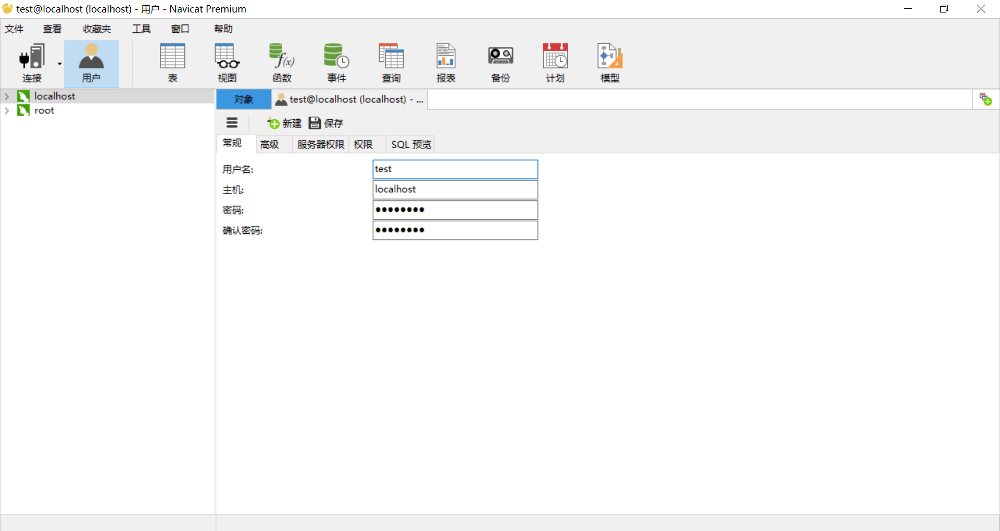 test@localhost (localhost) - 用户 - Navicat Premium
文件 查看 收藏夹 工具 窗口 帮助
连接 用户 表 视图 函数 事件 查询 报表 备份 计划 模型
localhost
root
对象 test@localhost (localhost) - ...
新建 保存
常规 高级 服务器权限 权限 SQL 预览
用户名: test
主机: localhost
密码: ●●●●●●●●
确认密码: ●●●●●●●●